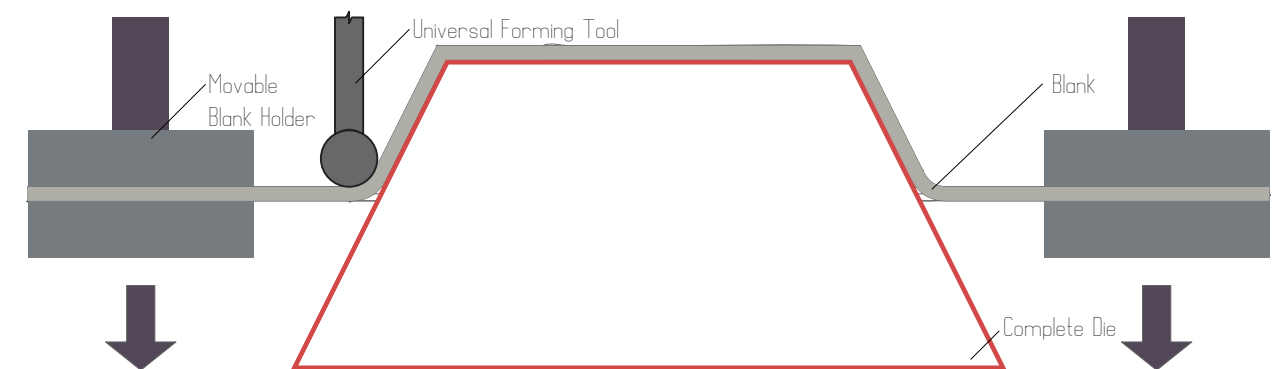 Universal Forming Tool
Movable
Blank Holder
Blank
Complete Die